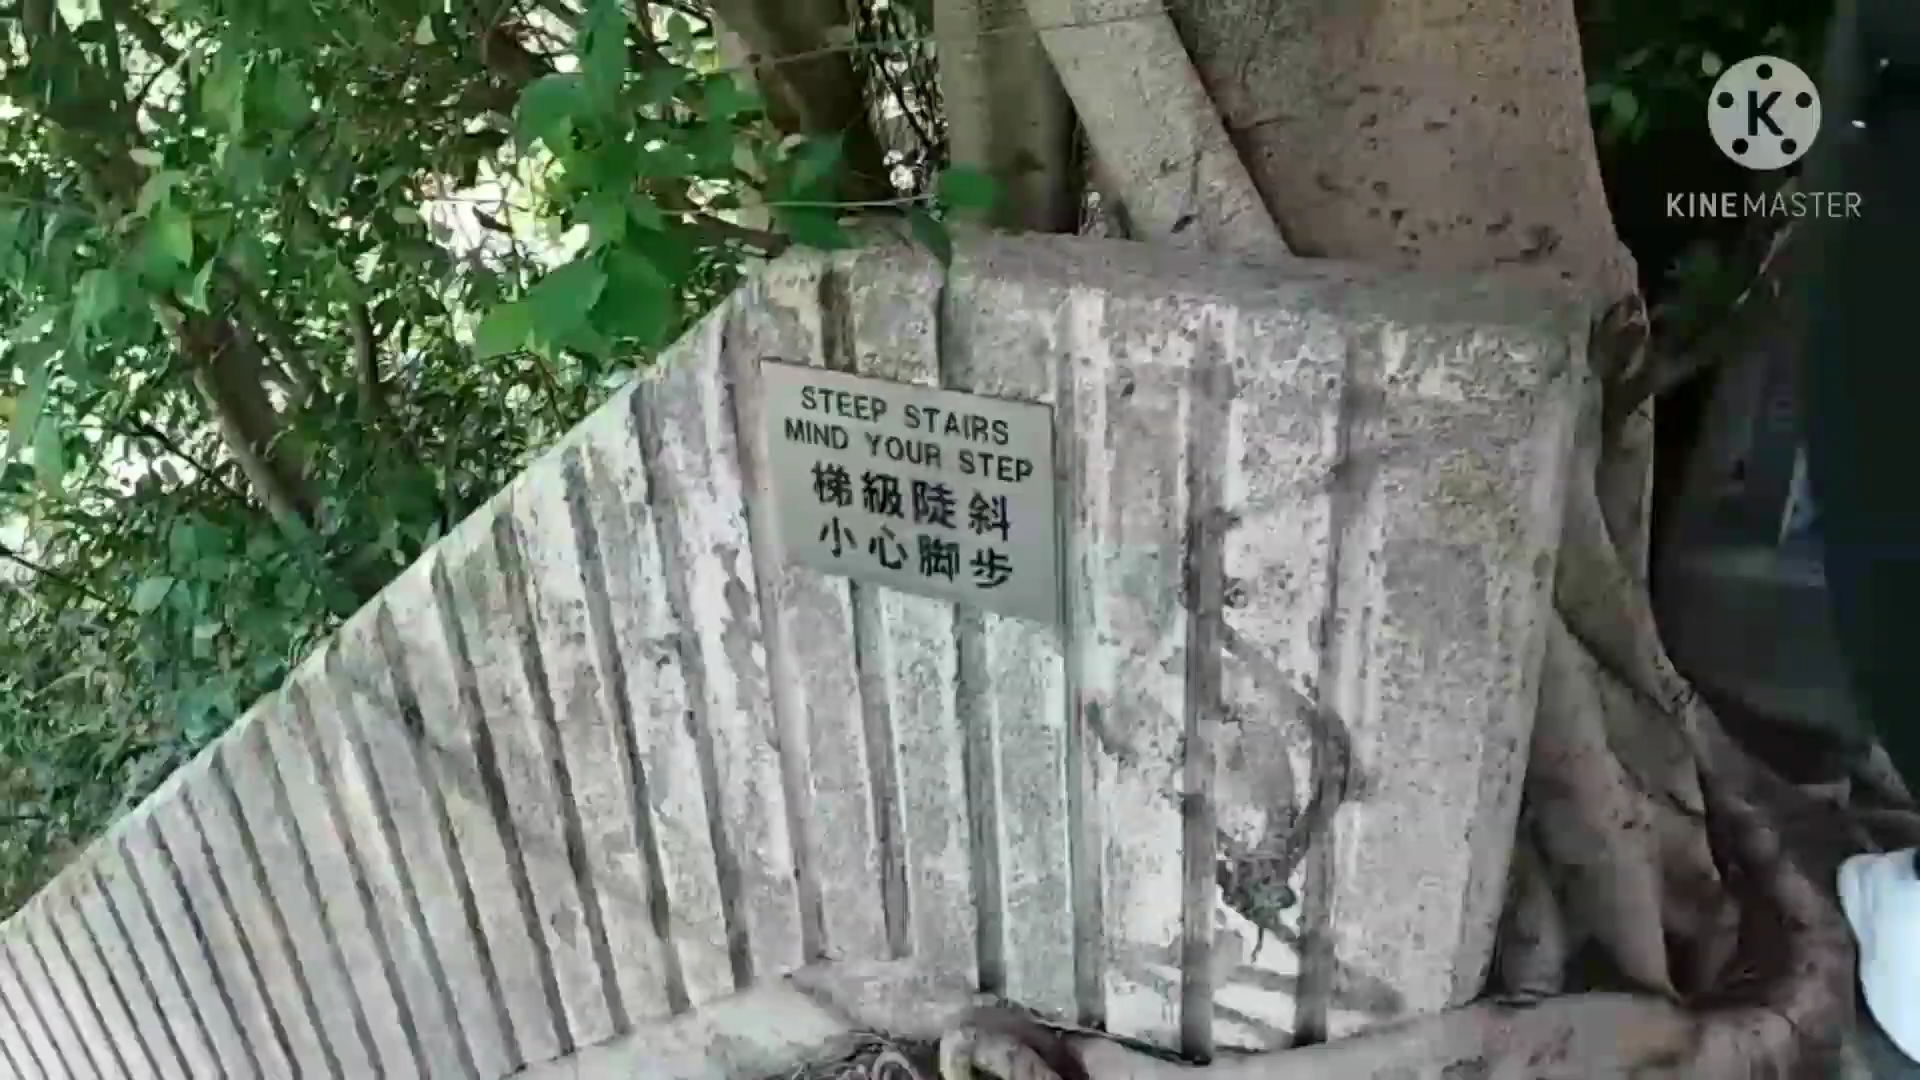 STEEP STAIRS
MIND YOUR STEP
梯級陡斜
小心腳步
K
KINEMASTER